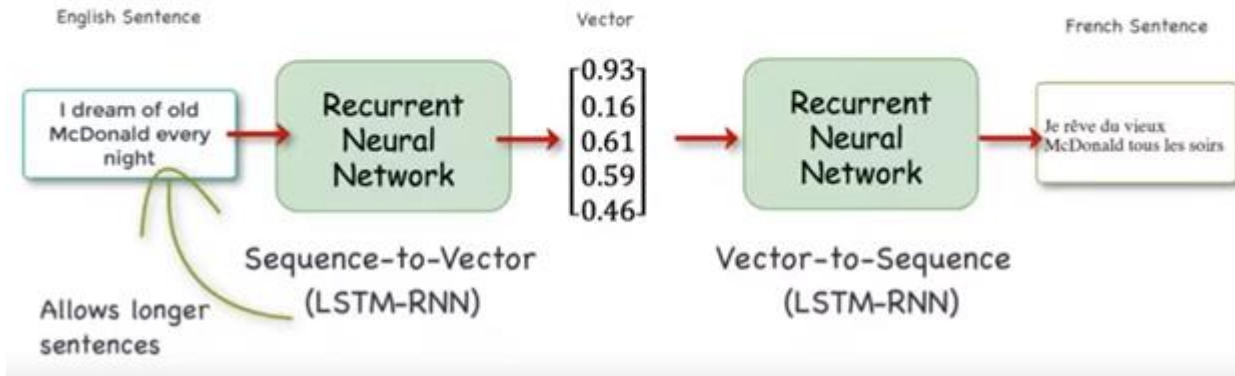 English Sentence
Vector
French Sentence
I dream of old
McDonald every
night
Recurrent
Neural
Network
0.93
0.16
0.61
0.59
0.46
Recurrent
Neural
Network
Je rêve du vieux
McDonald tous les soirs
Sequence-to-Vector
(LSTM-RNN)
Vector-to-Sequence
(LSTM-RNN)
Allows longer
sentences